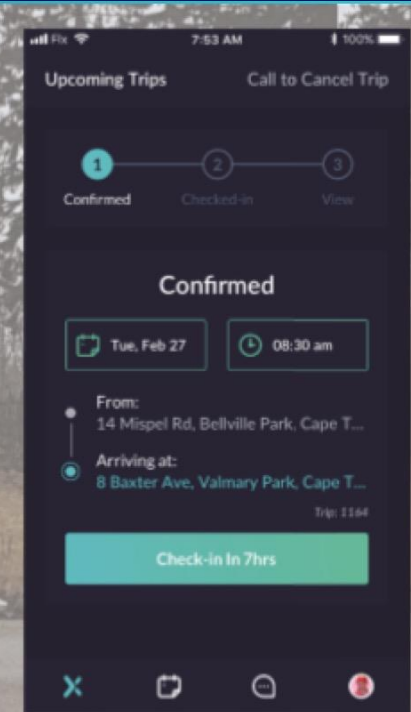 Flx 7:53 AM 100%
Upcoming Trips Call to Cancel Trip
1 2 3
Confirmed Checked-in View
Confirmed
Tue, Feb 27 08:30 am
From:
14 Mispel Rd, Bellville Park, Cape T...
Arriving at:
8 Baxter Ave, Valmary Park, Cape T...
Trip: 1164
Check-in In 7hrs